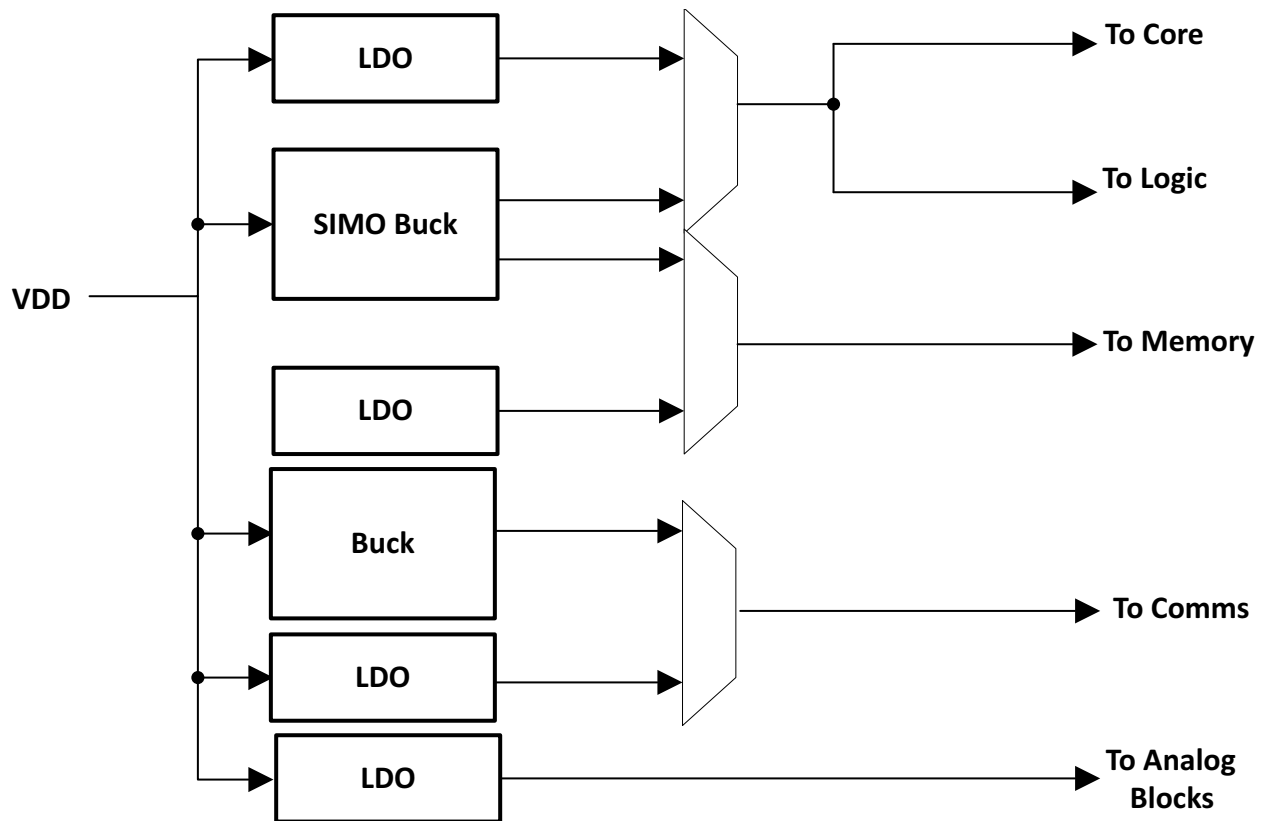 LDO
To Core
To Logic
SIMO Buck
VDD
To Memory
LDO
Buck
To Comms
LDO
LDO
To Analog
Blocks